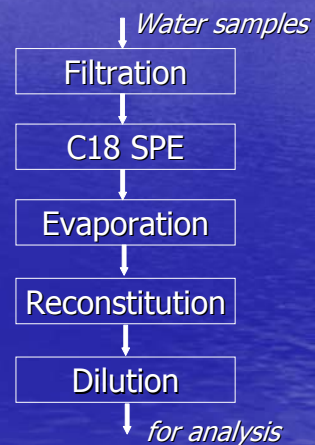 Water samples
Filtration
C18 SPE
Evaporation
Reconstitution
Dilution
for analysis